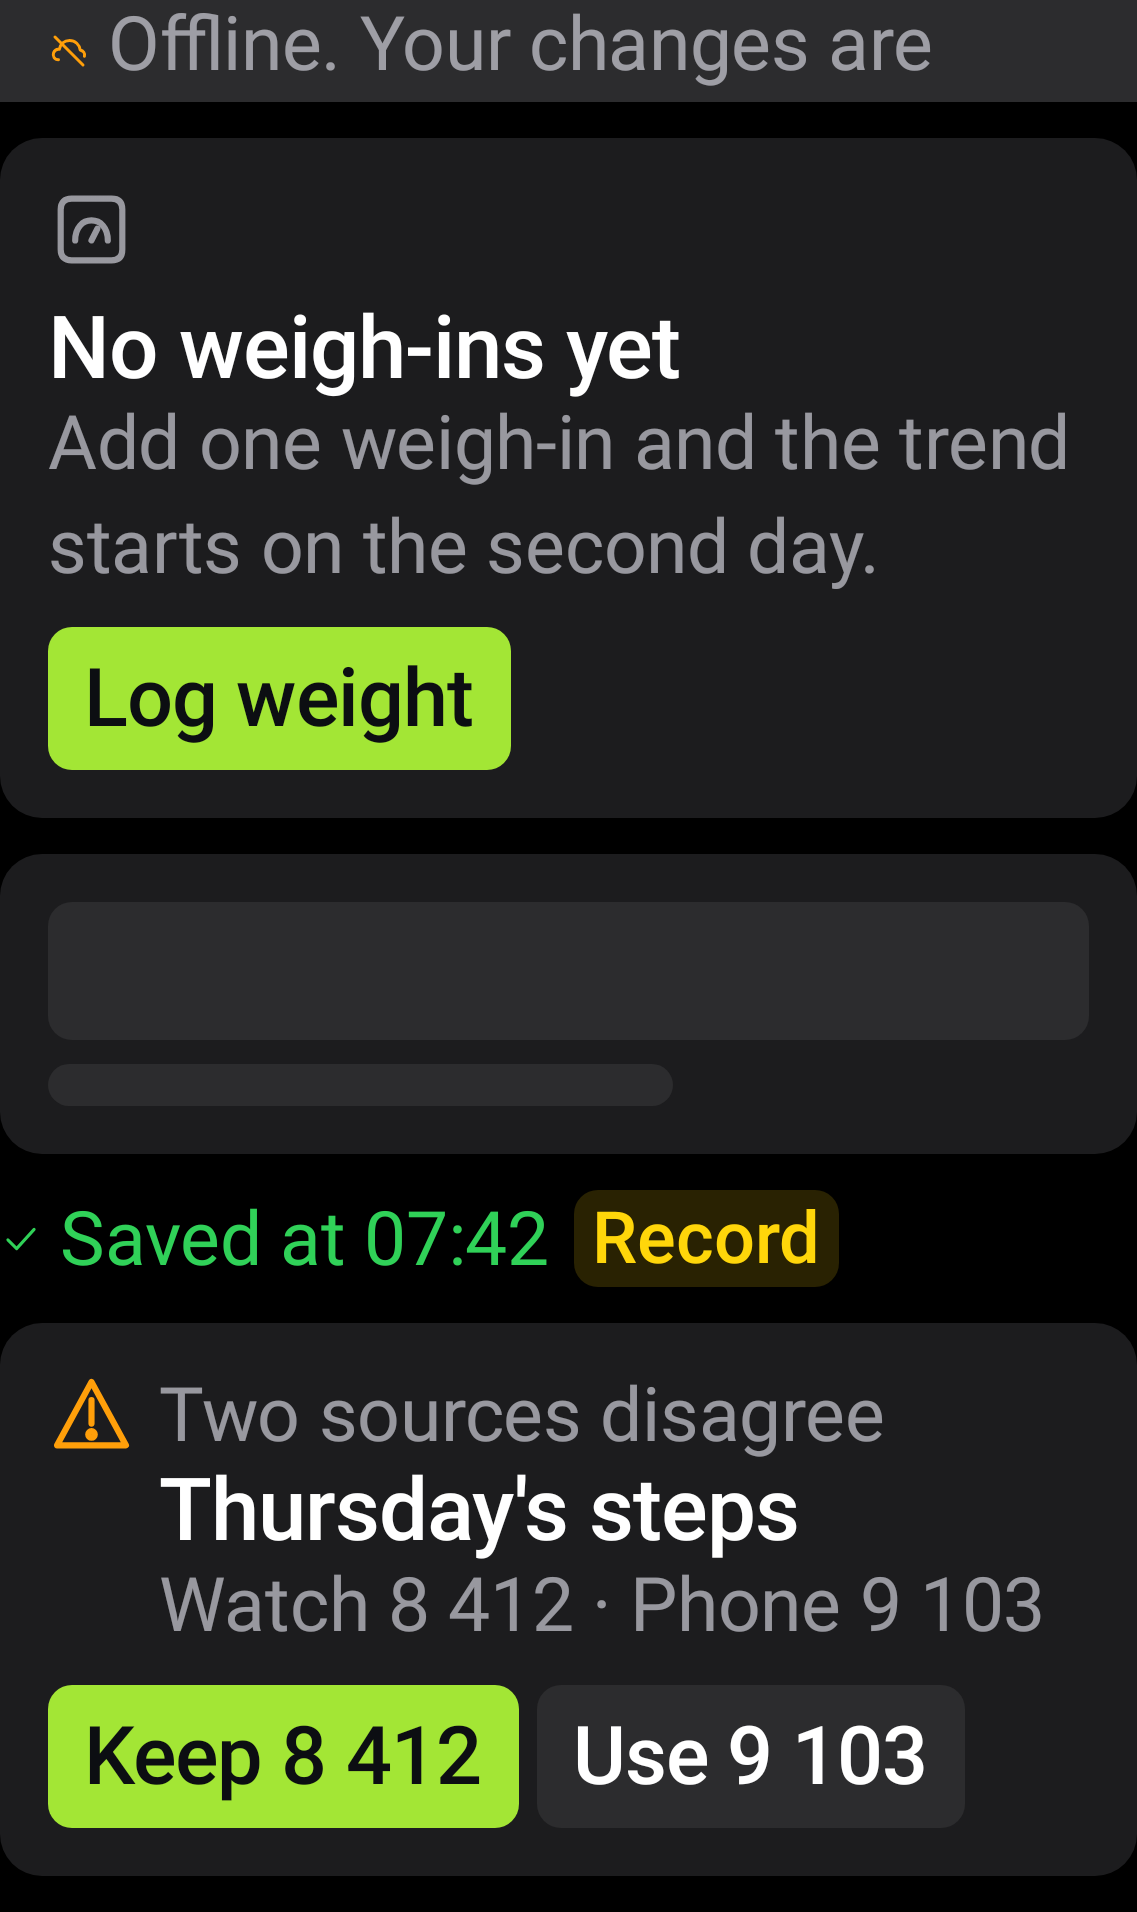 Offline. Your changes are
No weigh-ins yet
Add one weigh-in and the trend
starts on the second day.
Log weight
Saved at 07:42 Record
Two sources disagree
Thursday's steps
Watch 8 412 · Phone 9 103
Keep 8 412 Use 9 103